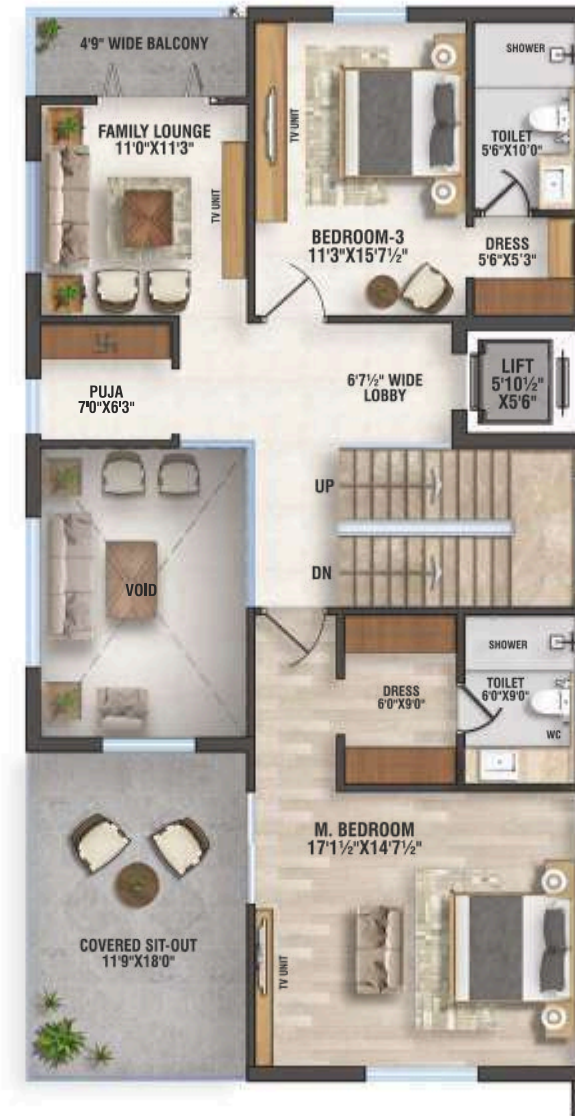 4'9" WIDE BALCONY
SHOWER
FAMILY LOUNGE
11'0"X11'3"
TV UNIT
TV UNIT
TOILET
5'6"X10'0"
BEDROOM-3
11'3"X15'7½"
DRESS
5'6"X5'3"
PUJA
7'0"X6'3"
6'7½" WIDE
LOBBY
LIFT
5'10½"
X5'6"
UP
DN
VOID
SHOWER
DRESS
6'0"X9'0"
TOILET
6'0"X9'0"
WC
M. BEDROOM
17'1½"X14'7½"
COVERED SIT-OUT
11'9"X18'0"
TV UNIT